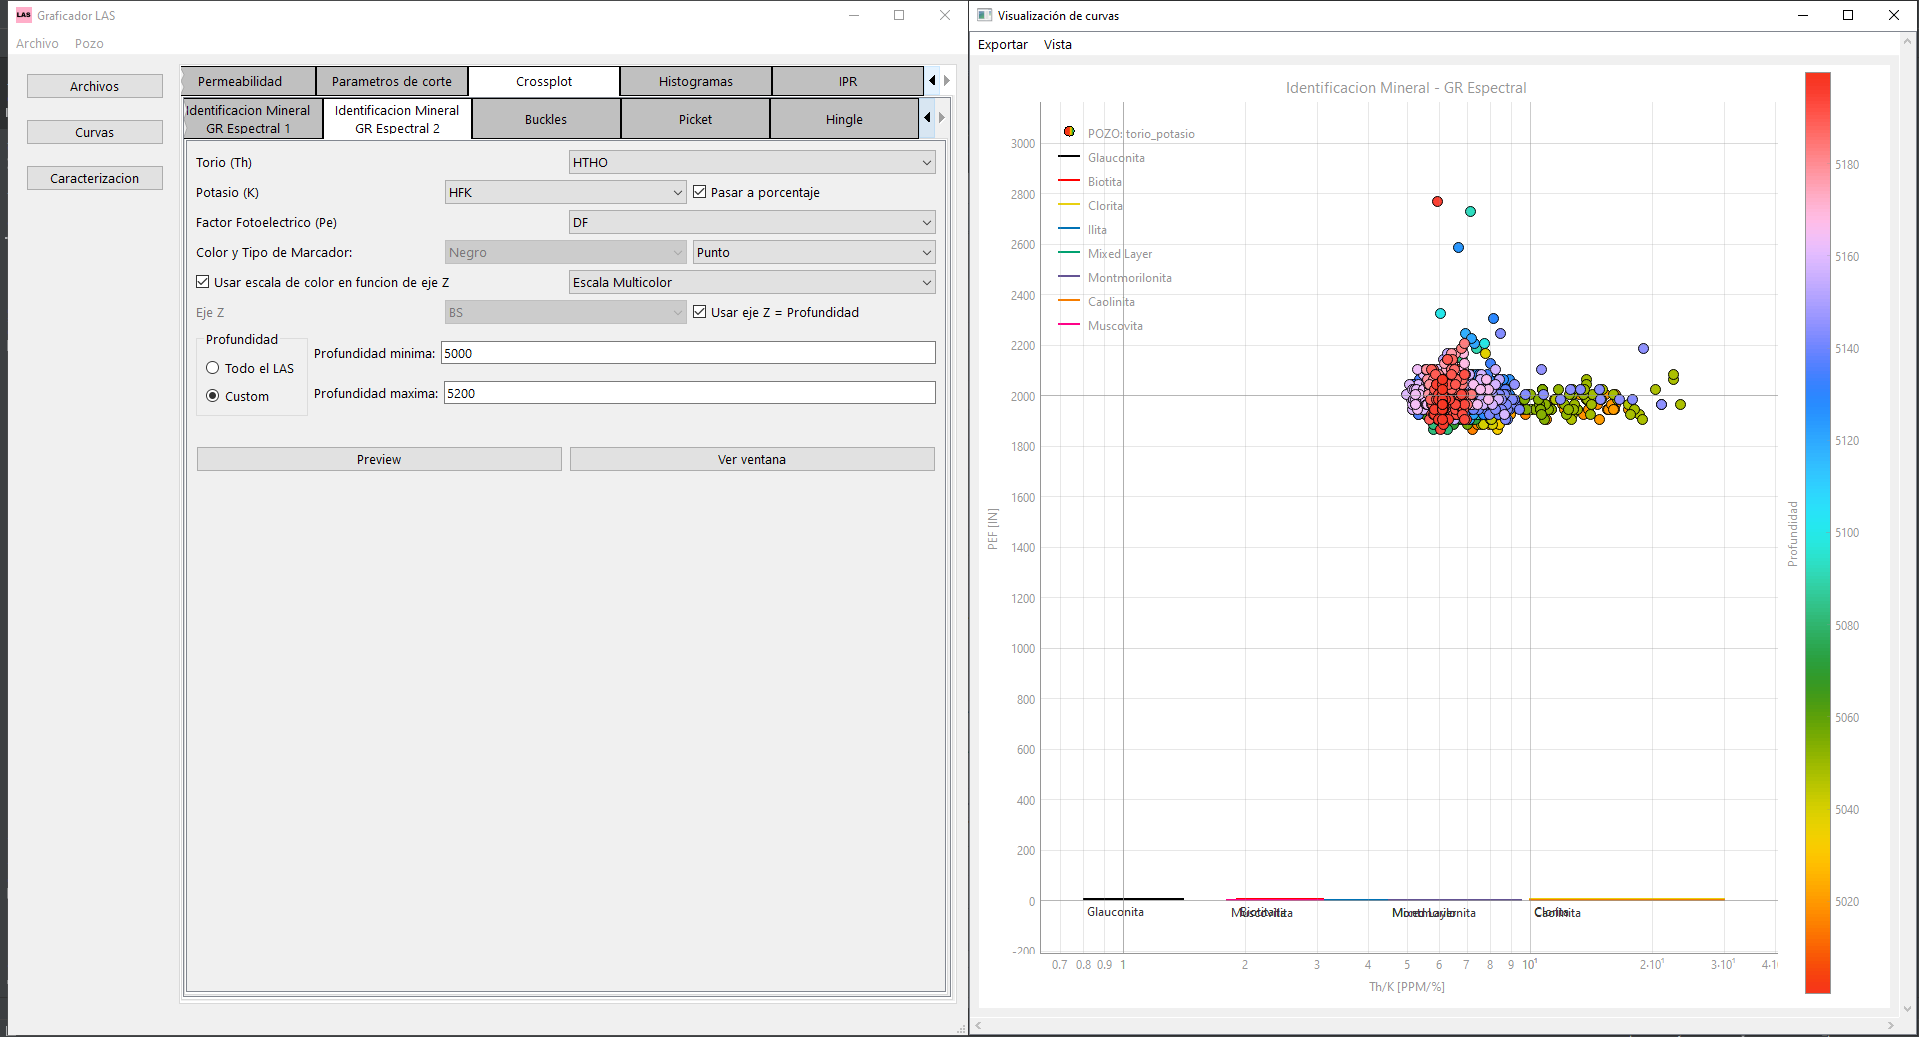 LAS Graficador LAS
Archivo Pozo
Archivos
Curvas
Caracterizacion
Permeabilidad
Parametros de corte
Crossplot
Histogramas
IPR
Identificacion Mineral
GR Espectral 1
Identificacion Mineral
GR Espectral 2
Buckles
Picket
Hingle
Torio (Th)
HTHO
Potasio (K)
HFK
Pasar a porcentaje
Factor Fotoelectrico (Pe)
DF
Color y Tipo de Marcador:
Negro
Punto
Usar escala de color en funcion de eje Z
Escala Multicolor
Eje Z
BS
Usar eje Z = Profundidad
Profundidad
Todo el LAS
Custom
Profundidad minima:
5000
Profundidad maxima:
5200
Preview
Ver ventana
Visualización de curvas
Exportar Vista
Identificacion Mineral - GR Espectral
POZO: torio_potasio
Glauconita
Biotita
Clorita
Ilita
Mixed Layer
Montmorilonita
Caolinita
Muscovita
3000
2800
2600
2400
2200
2000
1800
1600
1400
1200
1000
800
600
400
200
0
-200
PEF [IN]
Glauconita
Muscovita
Biotita
Mixed Layer
Montmorilonita
Clorita
Caolinita
0.7 0.8 0.9 1 2 3 4 5 6 7 8 9 10¹ 2·10¹ 3·10¹ 4·10
Th/K [PPM/%]
Profundidad
5180
5160
5140
5120
5100
5080
5060
5040
5020